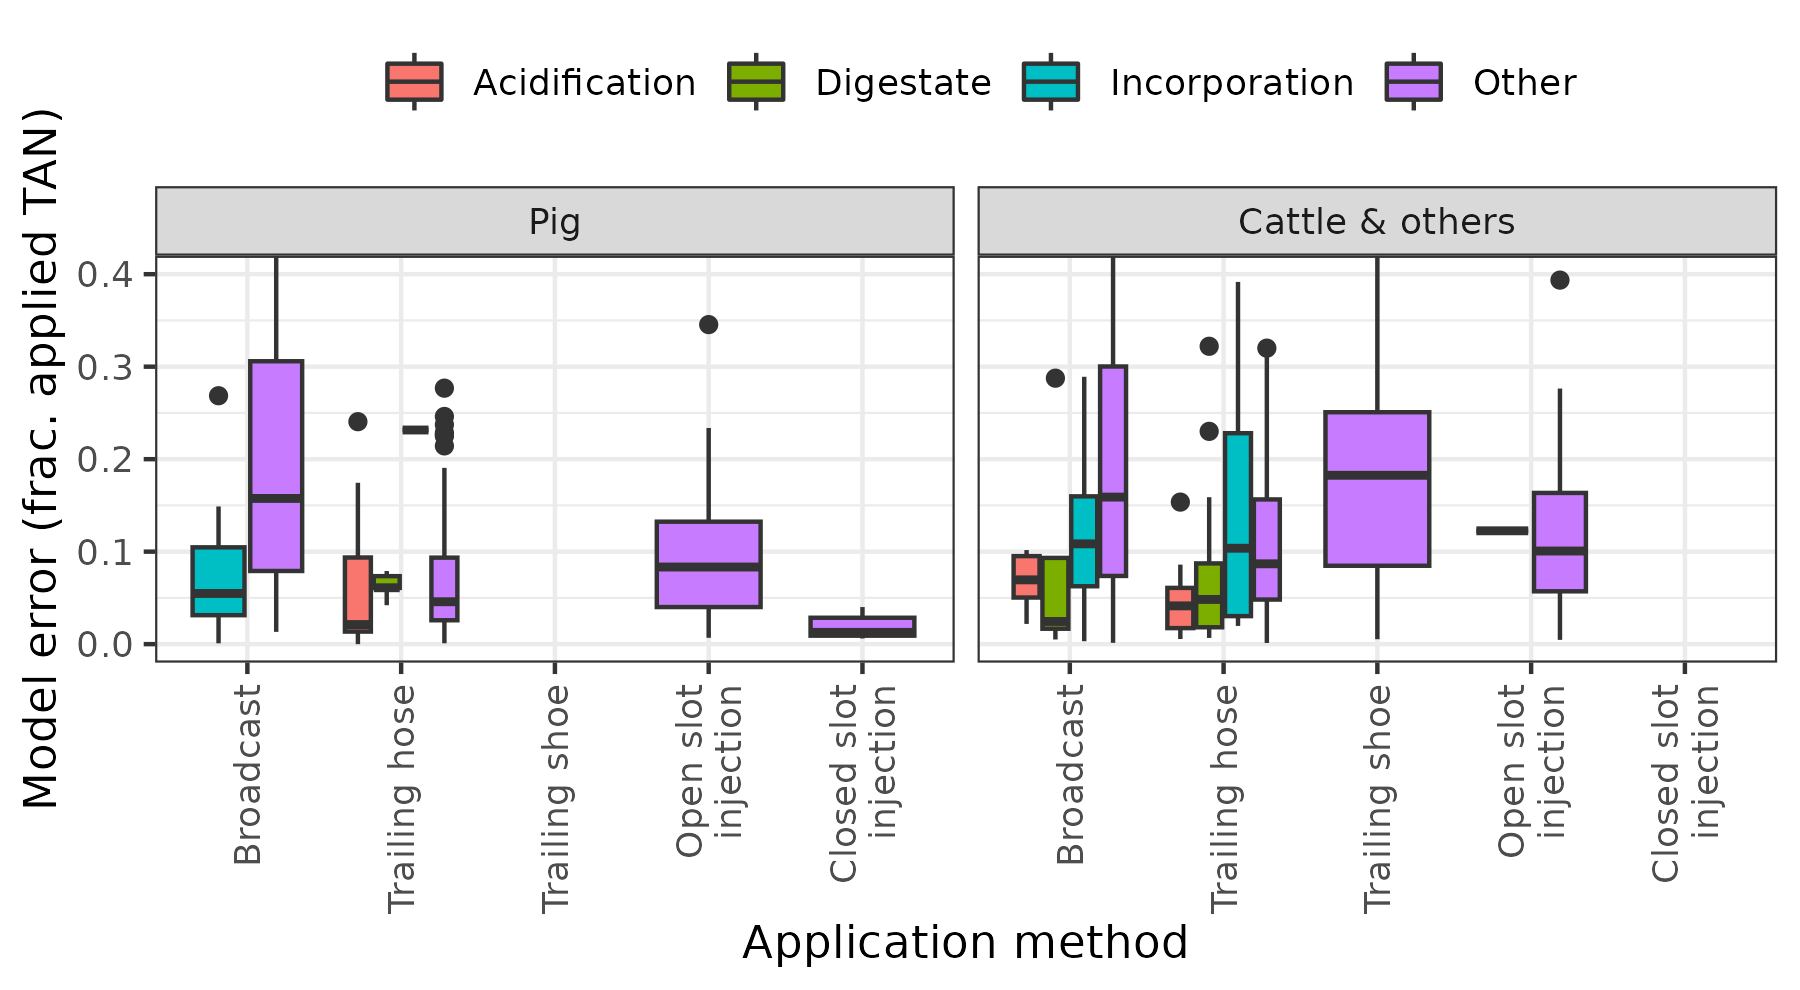 Acidification Digestate Incorporation Other
Model error (frac. applied TAN)
Pig
Cattle & others
0.4
0.3
0.2
0.1
0.0
Broadcast
Trailing hose
Trailing shoe
Open slot
injection
Closed slot
injection
Broadcast
Trailing hose
Trailing shoe
Open slot
injection
Closed slot
injection
Application method